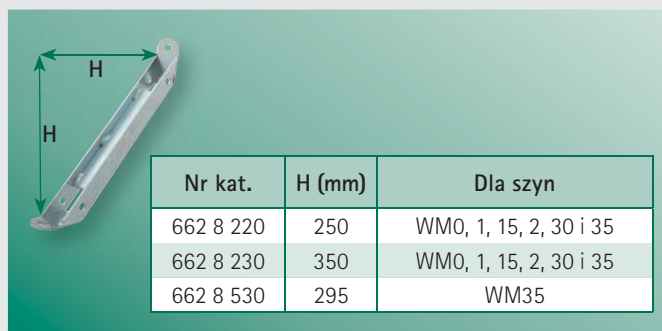 H
H
Nr kat. H (mm) Dla szyn
662 8 220 250 WM0, 1, 15, 2, 30 i 35
662 8 230 350 WM0, 1, 15, 2, 30 i 35
662 8 530 295 WM35